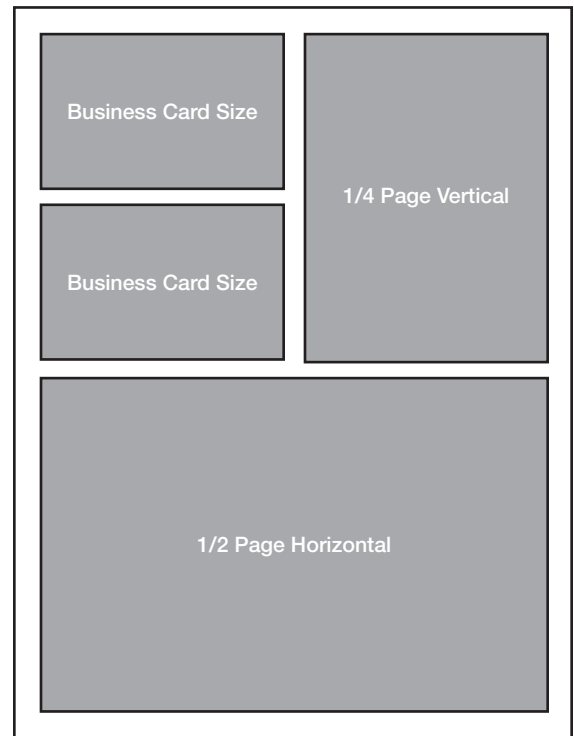 Business Card Size
1/4 Page Vertical
Business Card Size
1/2 Page Horizontal